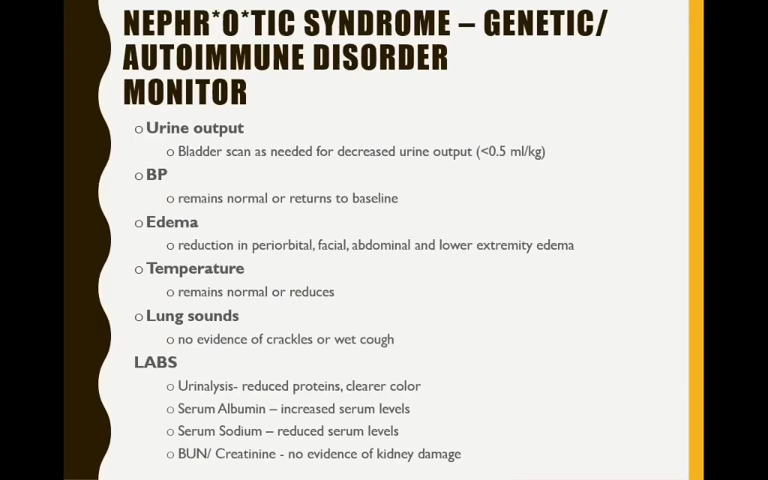 NEPHR*O*TIC SYNDROME – GENETIC/
AUTOIMMUNE DISORDER
MONITOR
o Urine output
o Bladder scan as needed for decreased urine output (<0.5 ml/kg)
o BP
o remains normal or returns to baseline
o Edema
o reduction in periorbital, facial, abdominal and lower extremity edema
o Temperature
o remains normal or reduces
o Lung sounds
o no evidence of crackles or wet cough
LABS
o Urinalysis- reduced proteins, clearer color
o Serum Albumin – increased serum levels
o Serum Sodium – reduced serum levels
o BUN/ Creatinine - no evidence of kidney damage